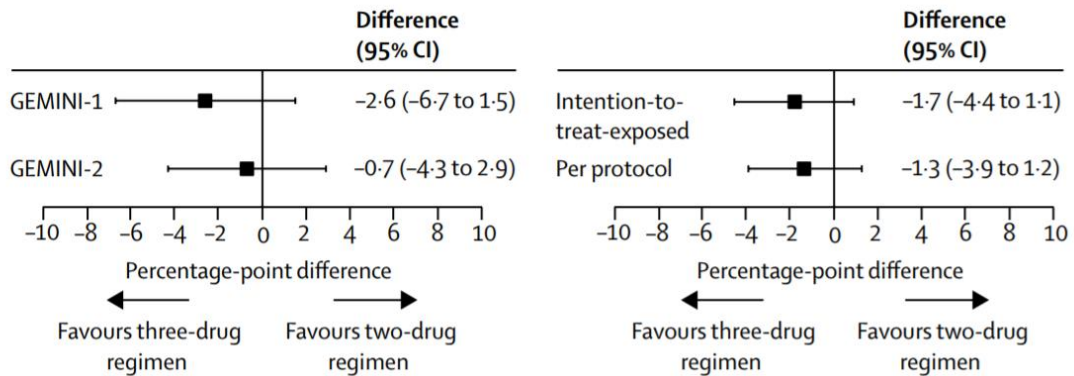 Difference
(95% CI)
GEMINI-1
–2·6 (–6·7 to 1·5)
GEMINI-2
–0·7 (–4·3 to 2·9)
–10 –8 –6 –4 –2 0 2 4 6 8 10
Percentage-point difference
Favours three-drug
regimen
Favours two-drug
regimen
Difference
(95% CI)
Intention-to-
treat-exposed
–1·7 (–4·4 to 1·1)
Per protocol
–1·3 (–3·9 to 1·2)
–10 –8 –6 –4 –2 0 2 4 6 8 10
Percentage-point difference
Favours three-drug
regimen
Favours two-drug
regimen